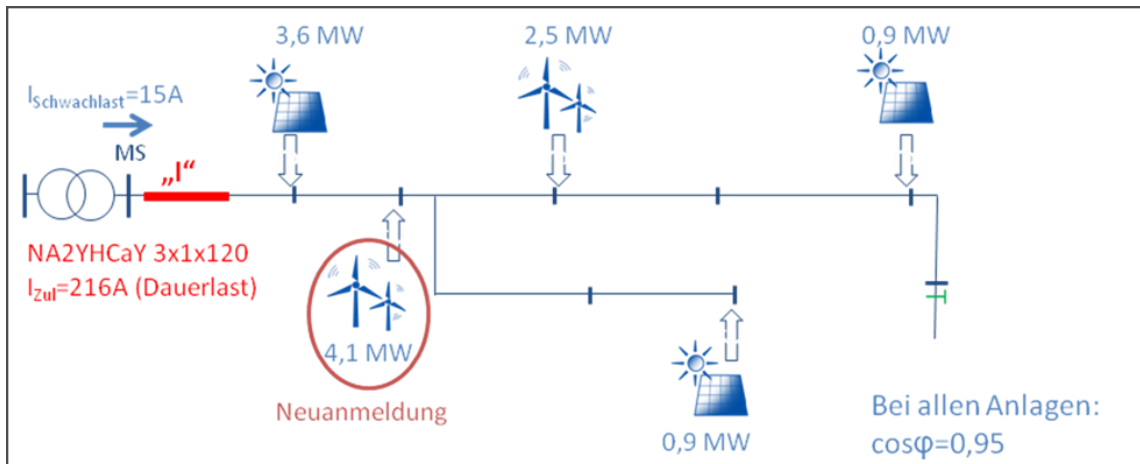 3,6 MW
2,5 MW
0,9 MW
ISchwachlast=15A
MS
„I“
NA2YHCaY 3x1x120
IZul=216A (Dauerlast)
4,1 MW
Neuanmeldung
0,9 MW
Bei allen Anlagen:
cosφ=0,95